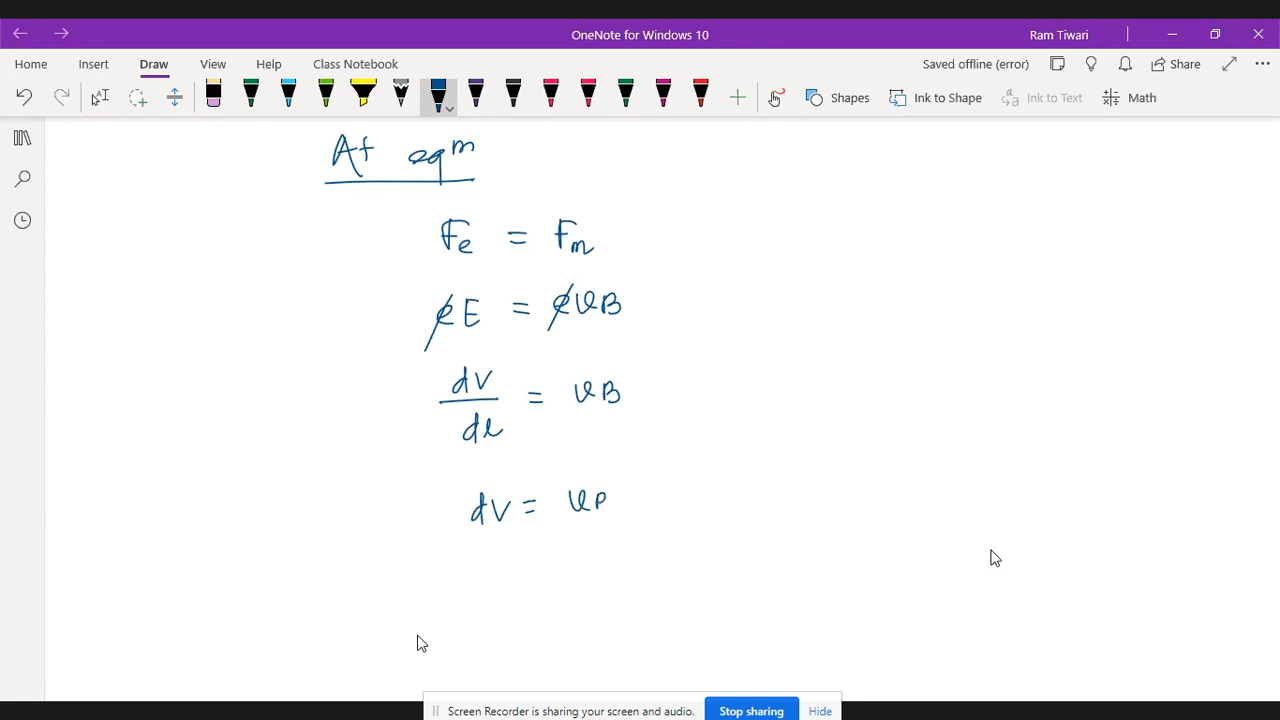 OneNote for Windows 10
Ram Tiwari
Home Insert Draw View Help Class Notebook
Saved offline (error) Share
Shapes Ink to Shape Ink to Text Math
At eqm
Fe = Fm
eE = evB
dV/dl = vB
dV = vP
Screen Recorder is sharing your screen and audio. Stop sharing Hide